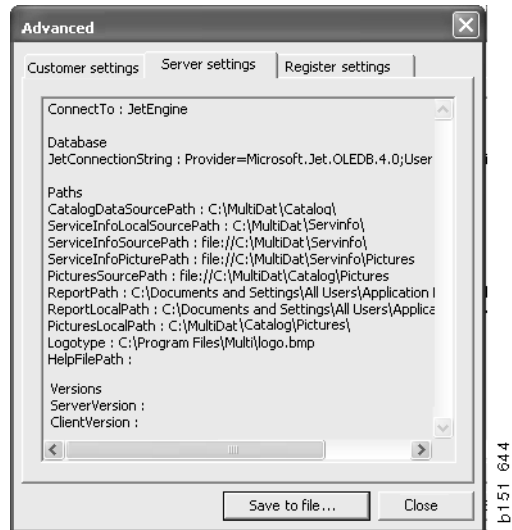 Advanced
Customer settings Server settings Register settings
ConnectTo : JetEngine
Database
JetConnectionString : Provider=Microsoft.Jet.OLEDB.4.0;User
Paths
CatalogDataSourcePath : C:\MultiDat\Catalog\
ServiceInfoLocalSourcePath : C:\MultiDat\Servinfo\
ServiceInfoSourcePath : file://C:\MultiDat\Servinfo\
ServiceInfoPicturePath : file://C:\MultiDat\Servinfo\Pictures
PicturesSourcePath : file://C:\MultiDat\Catalog\Pictures
ReportPath : C:\Documents and Settings\All Users\Application
ReportLocalPath : C:\Documents and Settings\All Users\Applica
PicturesLocalPath : C:\MultiDat\Catalog\Pictures\
Logotype : C:\Program Files\Multi\logo.bmp
HelpFilePath :
Versions
ServerVersion :
ClientVersion :
Save to file... Close
b151 644